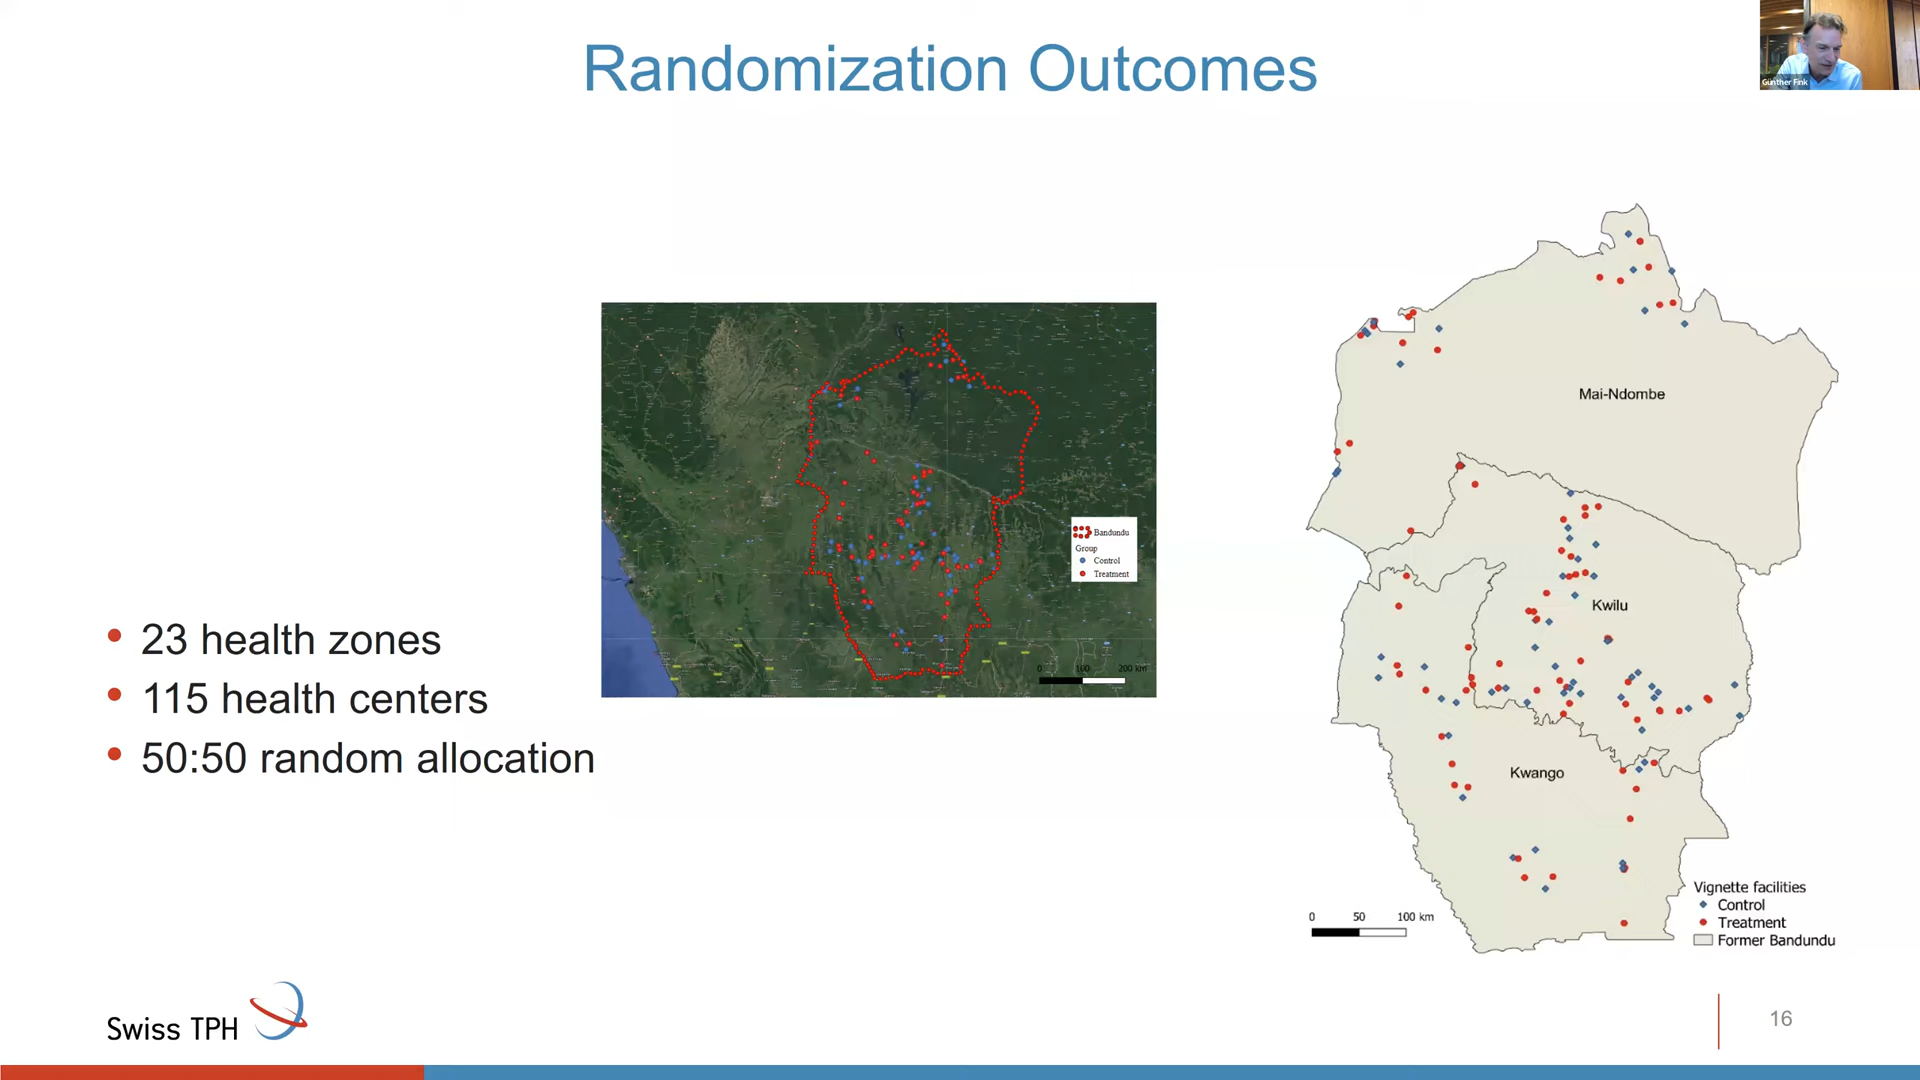 Randomization Outcomes
Günther Fink
23 health zones
115 health centers
50:50 random allocation
Bandundu
Group
Control
Treatment
0 100 200 km
Mai-Ndombe
Kwilu
Kwango
0 50 100 km
Vignette facilities
Control
Treatment
Former Bandundu
Swiss TPH
16